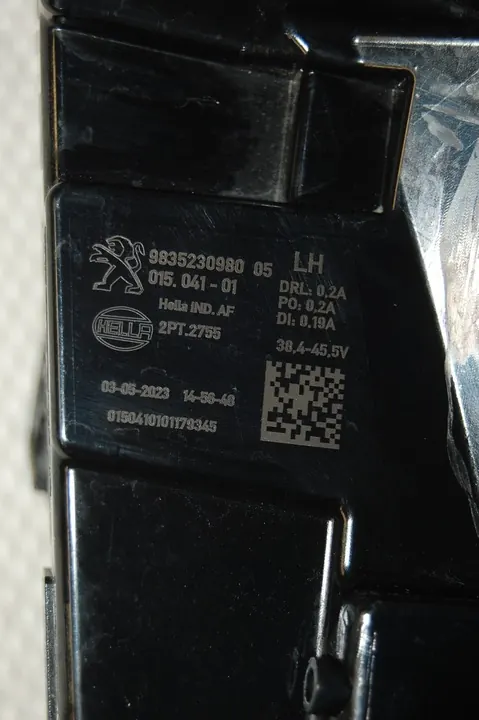 9835230980 05 LH
015. 041 - 01
DRL: 0,2A
PO: 0,2A
DI: 0,19A
Hella IND. AF
HELLA 2PT.2755
38,4-45,5V
03-05-2023 14-56-48
0150410101179345